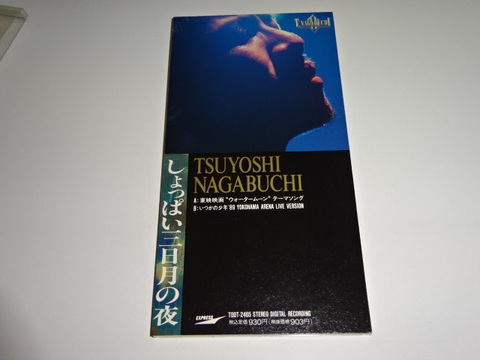 TSUYOSHI
NAGABUCHI
A:東映映画“ウォータームーン”テーマソング
B:いつかの少年'89 YOKOHAMA ARENA LIVE VERSION
しょっぱい三日月の夜
EXPRESS
TODT-2465 STEREO DIGITAL RECORDING
税込定価930円(税抜価格903円)